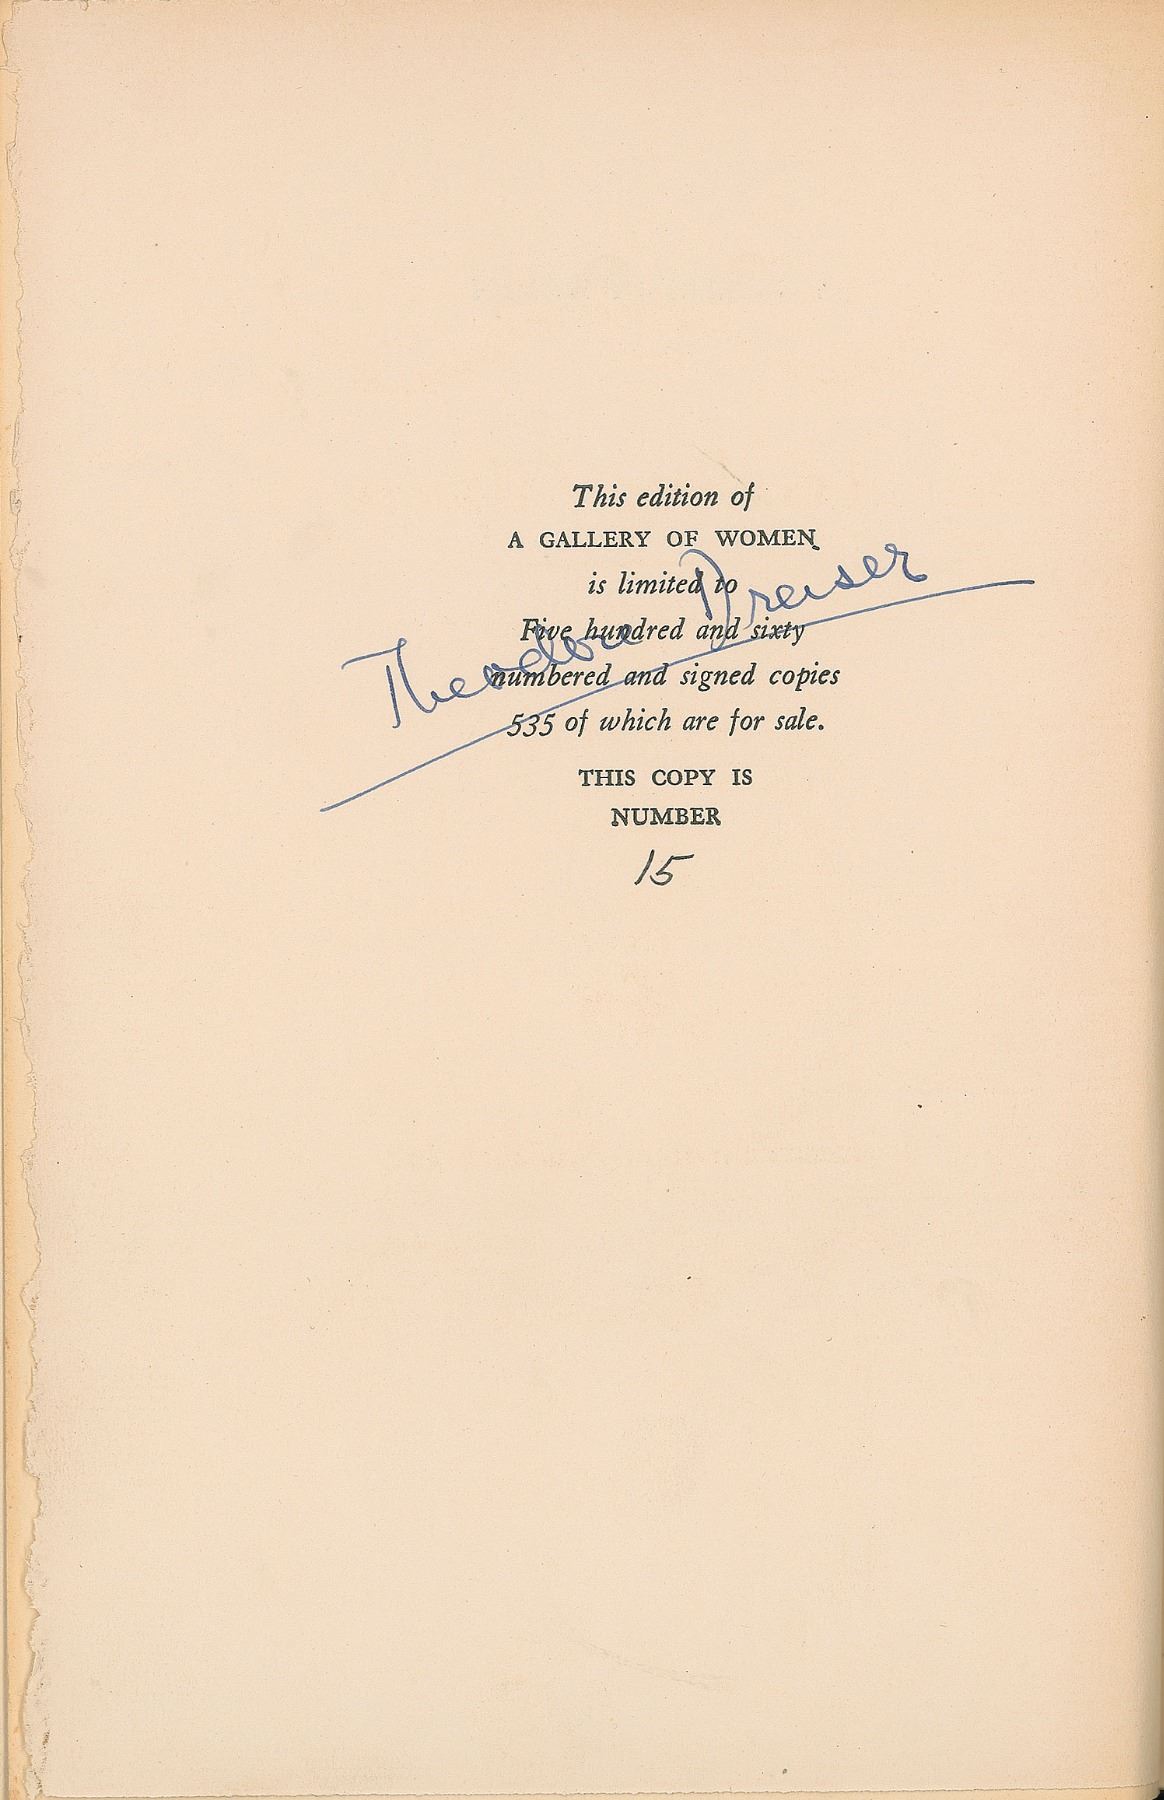 This edition of
A GALLERY OF WOMEN
is limited to
Five hundred and sixty
numbered and signed copies
535 of which are for sale.
Theodore Dreiser
THIS COPY IS
NUMBER
15